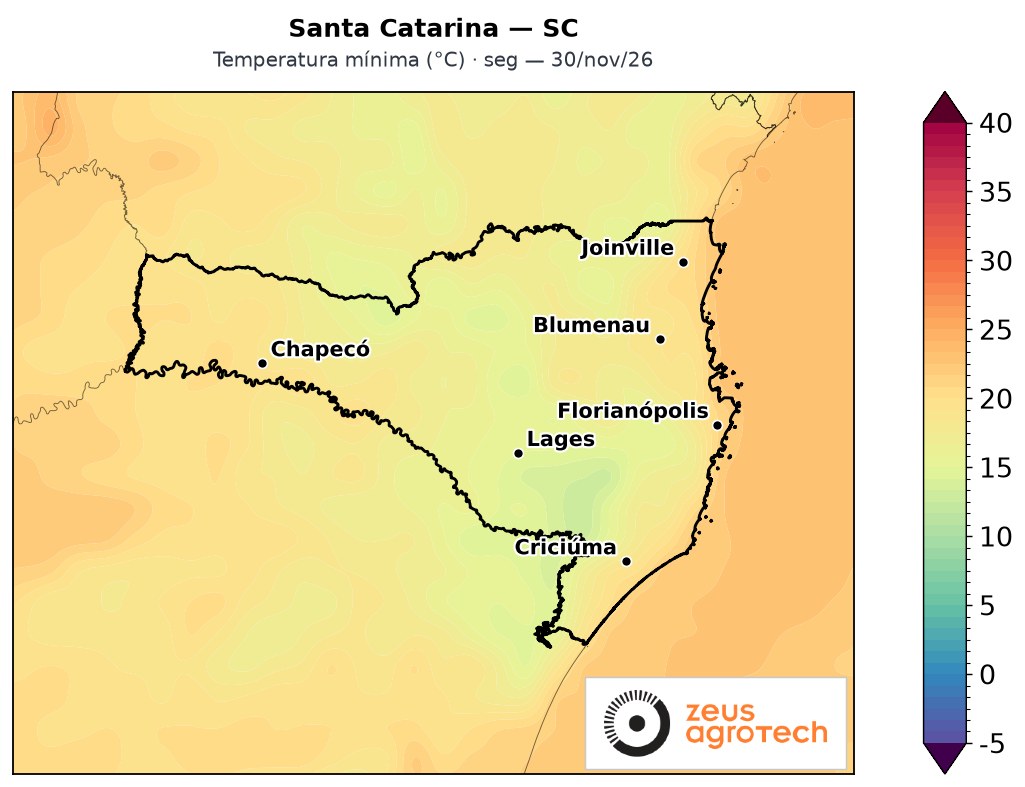 Santa Catarina — SC
Temperatura mínima (°C) · seg — 30/nov/26
Joinville
Blumenau
Chapecó
Florianópolis
Lages
Criciúma
40
35
30
25
20
15
10
5
0
-5
zeus
agrotech